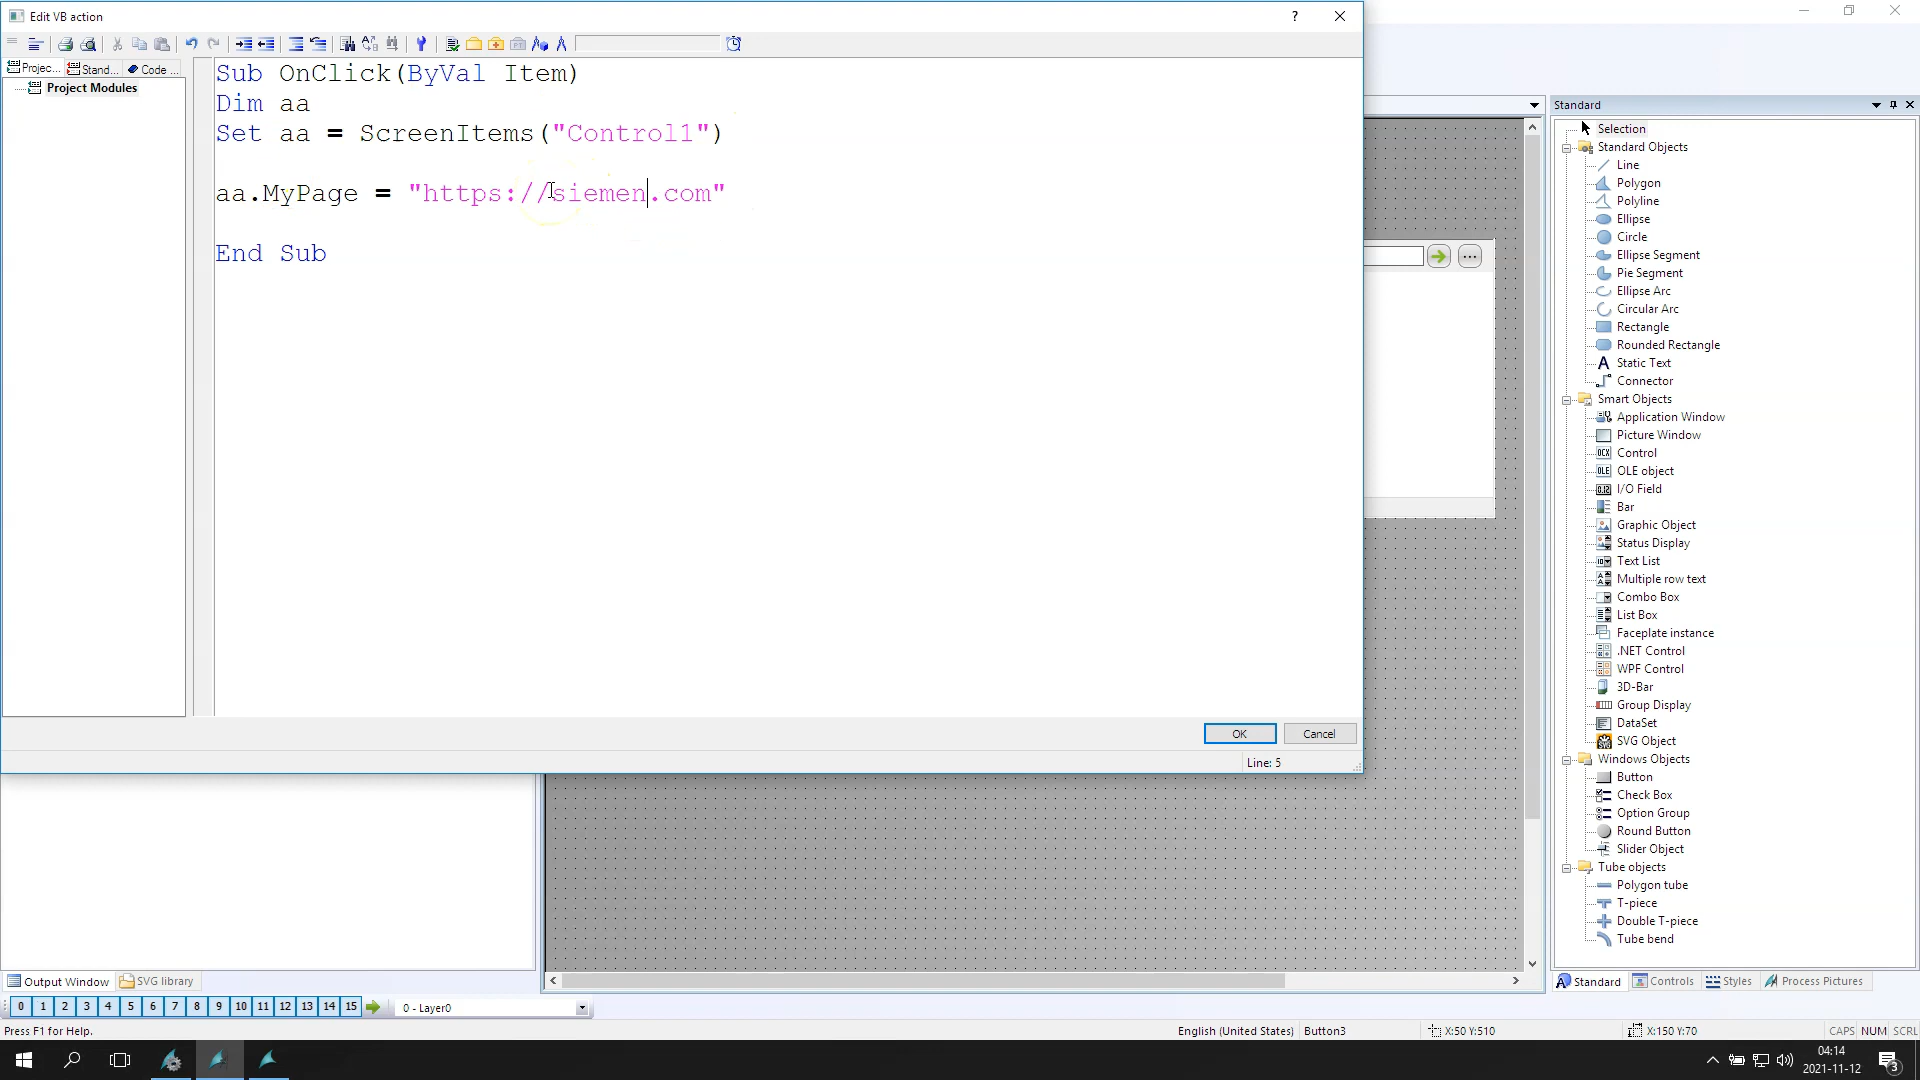 Edit VB action
?
Projec...
Stand...
Code ...
Project Modules
Sub OnClick(ByVal Item)
Dim aa
Set aa = ScreenItems("Control1")
aa.MyPage = "https://siemen.com"
End Sub
OK
Cancel
Line: 5
Standard
Selection
Standard Objects
Line
Polygon
Polyline
Ellipse
Circle
Ellipse Segment
Pie Segment
Ellipse Arc
Circular Arc
Rectangle
Rounded Rectangle
Static Text
Connector
Smart Objects
Application Window
Picture Window
Control
OLE object
I/O Field
Bar
Graphic Object
Status Display
Text List
Multiple row text
Combo Box
List Box
Faceplate instance
.NET Control
WPF Control
3D-Bar
Group Display
DataSet
SVG Object
Windows Objects
Button
Check Box
Option Group
Round Button
Slider Object
Tube objects
Polygon tube
T-piece
Double T-piece
Tube bend
Output Window
SVG library
Standard
Controls
Styles
Process Pictures
0 1 2 3 4 5 6 7 8 9 10 11 12 13 14 15
0 - Layer0
Press F1 for Help.
English (United States)
Button3
X:50 Y:510
X:150 Y:70
CAPS NUM SCRL
04:14
2021-11-12
3